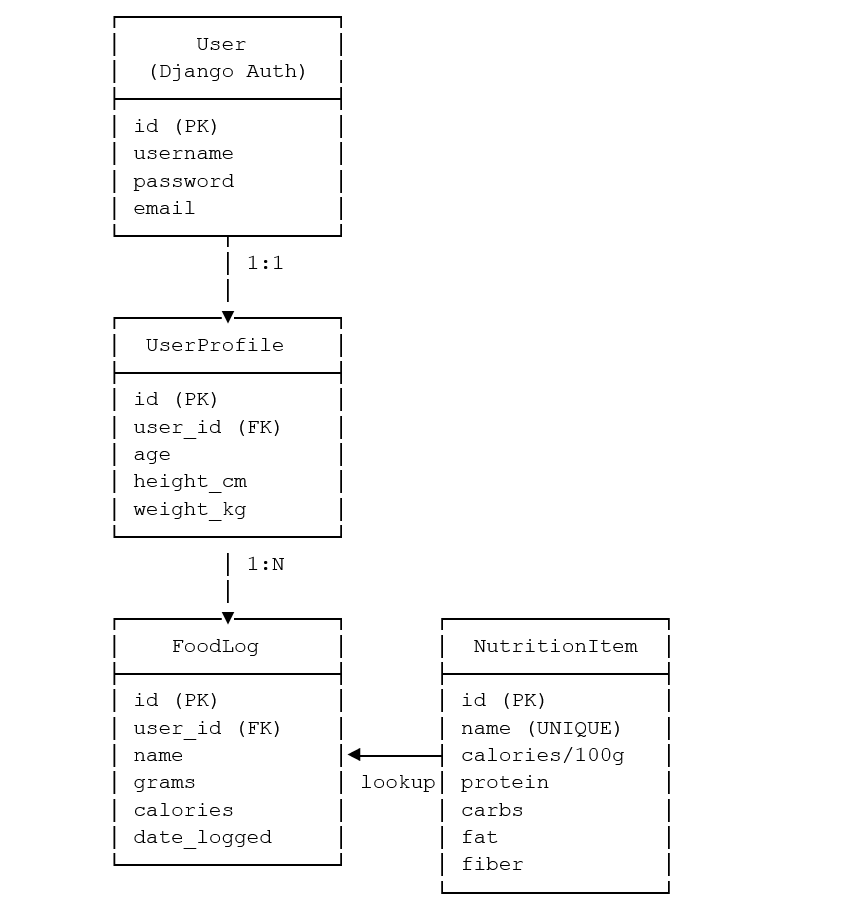 User
(Django Auth)
id (PK)
username
password
email
1:1
UserProfile
id (PK)
user_id (FK)
age
height_cm
weight_kg
1:N
FoodLog
id (PK)
user_id (FK)
name
grams
calories
date_logged
lookup
NutritionItem
id (PK)
name (UNIQUE)
calories/100g
protein
carbs
fat
fiber